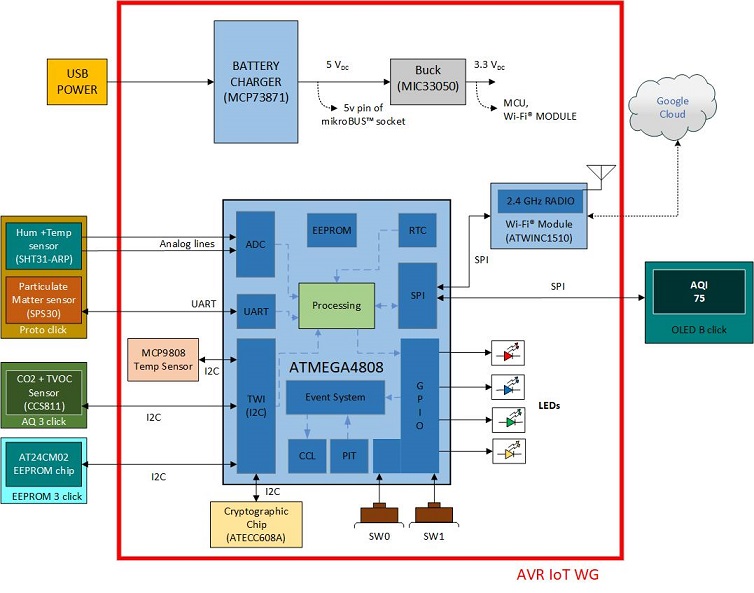 USB
POWER
BATTERY
CHARGER
(MCP73871)
5 VDC
Buck
(MIC33050)
3.3 VDC
5v pin of
mikroBUS™ socket
MCU,
Wi-Fi® MODULE
Google
Cloud
2.4 GHz RADIO
Wi-Fi® Module
(ATWINC1510)
SPI
Hum +Temp
sensor
(SHT31-ARP)
Particulate
Matter sensor
(SPS30)
Proto click
Analog lines
UART
ADC
EEPROM
RTC
UART
Processing
SPI
SPI
AQI
75
OLED B click
MCP9808
Temp Sensor
I2C
CO2 + TVOC
Sensor
(CCS811)
AQ 3 click
I2C
AT24CM02
EEPROM chip
EEPROM 3 click
I2C
TWI
(I2C)
ATMEGA4808
Event System
CCL
PIT
G
P
I
O
LEDs
I2C
Cryptographic
Chip
(ATECC608A)
SW0
SW1
AVR IoT WG